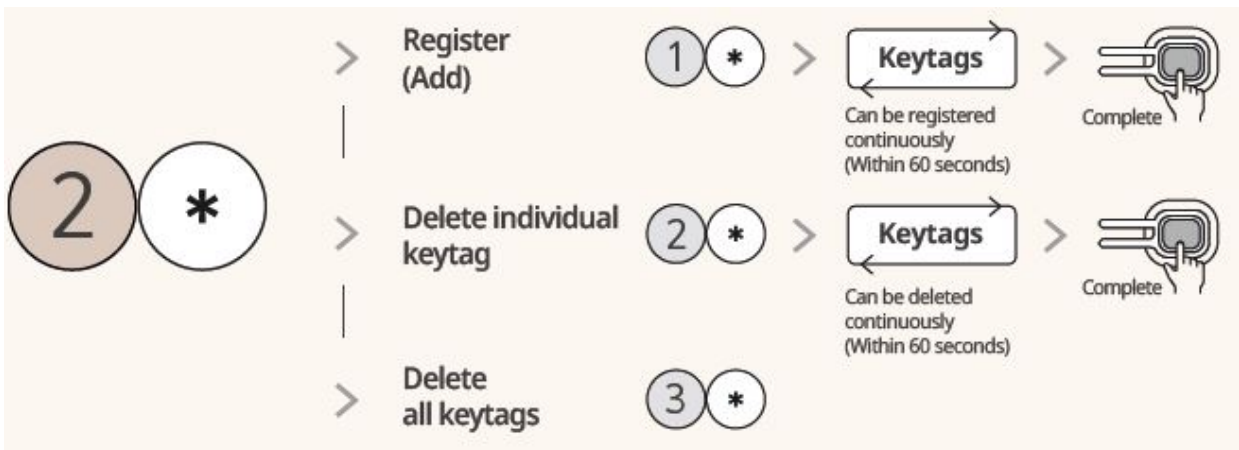 2 *
Register
(Add)
1 *
Keytags
Can be registered
continuously
(Within 60 seconds)
Complete
Delete individual
keytag
2 *
Keytags
Can be deleted
continuously
(Within 60 seconds)
Complete
Delete
all keytags
3 *